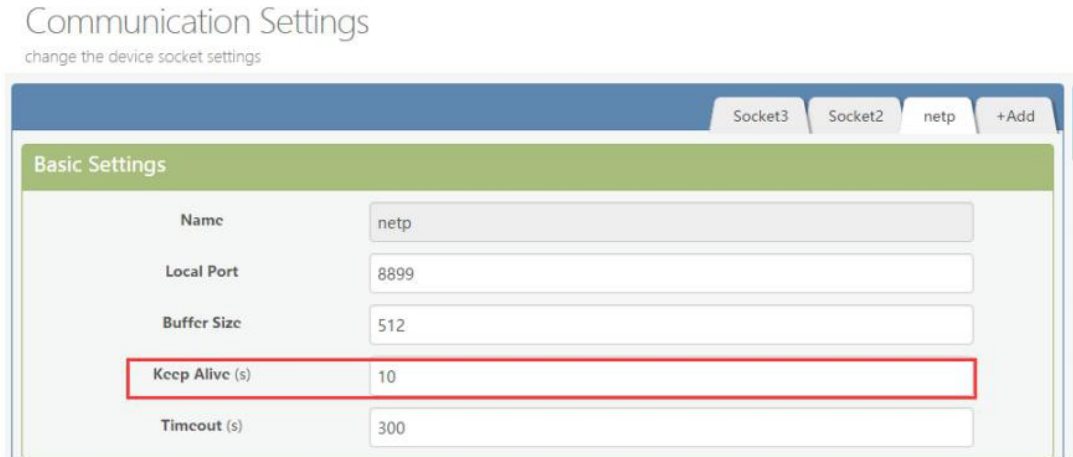 Communication Settings
change the device socket settings
Socket3 Socket2 netp +Add
Basic Settings
Name netp
Local Port 8899
Buffer Size 512
Keep Alive (s) 10
Timeout (s) 300